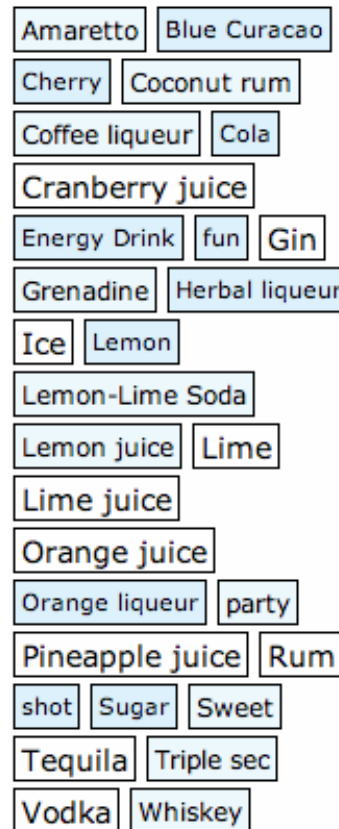 Amaretto Blue Curacao
Cherry Coconut rum
Coffee liqueur Cola
Cranberry juice
Energy Drink fun Gin
Grenadine Herbal liqueur
Ice Lemon
Lemon-Lime Soda
Lemon juice Lime
Lime juice
Orange juice
Orange liqueur party
Pineapple juice Rum
shot Sugar Sweet
Tequila Triple sec
Vodka Whiskey